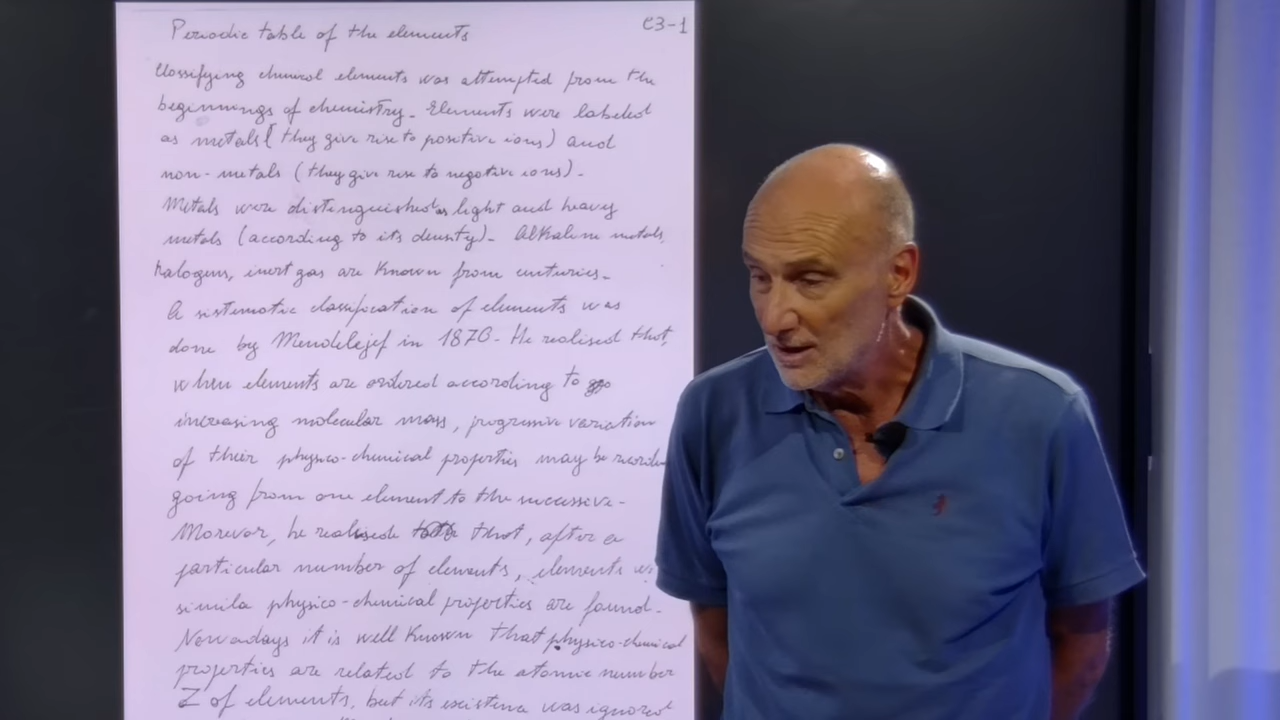 Periodic table of the elements
C3-1
Classifying chemical elements was attempted from the
beginnings of chemistry. Elements were labeled
as metals (they give rise to positive ions) and
non-metals (they give rise to negative ions).
Metals were distinguished as light and heavy
metals (according to its density). Alkaline metals,
halogens, inert gas are known from centuries.
A sistematic classification of elements was
done by Mendelejef in 1870. He realised that,
when elements are ordered according to
increasing molecular mass, progressive variation
of their physico-chemical properties may be
going from one element to the successive.
Morevor, he realisede that, after a
particular number of elements, elements
simila physico-chemical properties are found.
Nowadays it is well known that physico-chemical
properties are related to the atomic number
Z of elements, but its existence was ignored